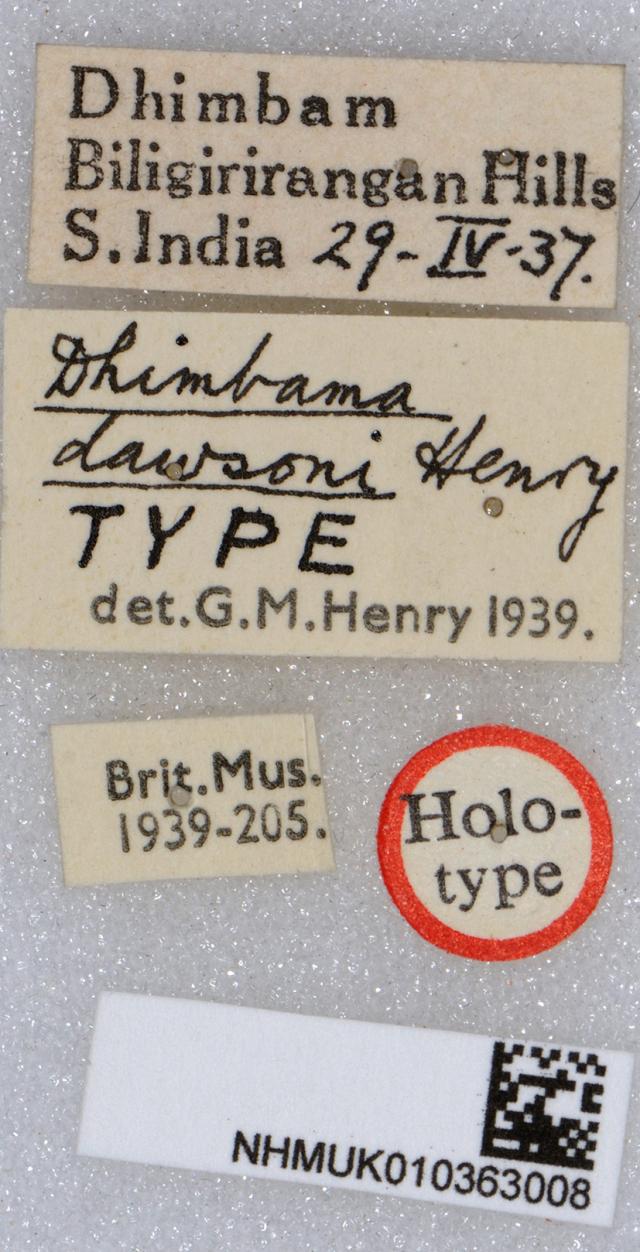 Dhimbam
Biligirirangan Hills
S. India 29-IV-37.
Dhimbama
dawsoni Henry
TYPE
det. G. M. Henry 1939.
Brit. Mus.
1939-205.
Holo-
type
NHMUK010363008